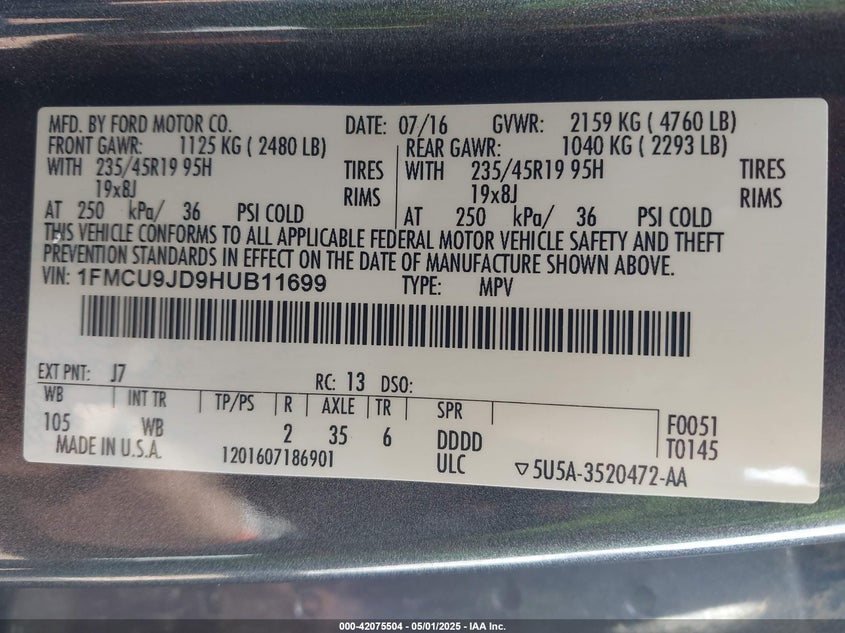 MFD. BY FORD MOTOR CO. DATE: 07/16 GVWR: 2159 KG ( 4760 LB)
FRONT GAWR: 1125 KG ( 2480 LB) REAR GAWR: 1040 KG ( 2293 LB)
WITH 235/45R19 95H TIRES WITH 235/45R19 95H TIRES
19x8J RIMS 19x8J RIMS
AT 250 kPa/ 36 PSI COLD AT 250 kPa/ 36 PSI COLD
THIS VEHICLE CONFORMS TO ALL APPLICABLE FEDERAL MOTOR VEHICLE SAFETY AND THEFT
PREVENTION STANDARDS IN EFFECT ON THE DATE OF MANUFACTURE SHOWN ABOVE.
VIN: 1FMCU9JD9HUB11699 TYPE: MPV
EXT PNT: J7 RC: 13 DSO:
WB INT TR TP/PS R AXLE TR SPR
105 WB 2 35 6 DDDD F0051
MADE IN U.S.A. 1201607186901 ULC T0145
▽5U5A-3520472-AA
000-42075504 - 05/01/2025 - IAA Inc.